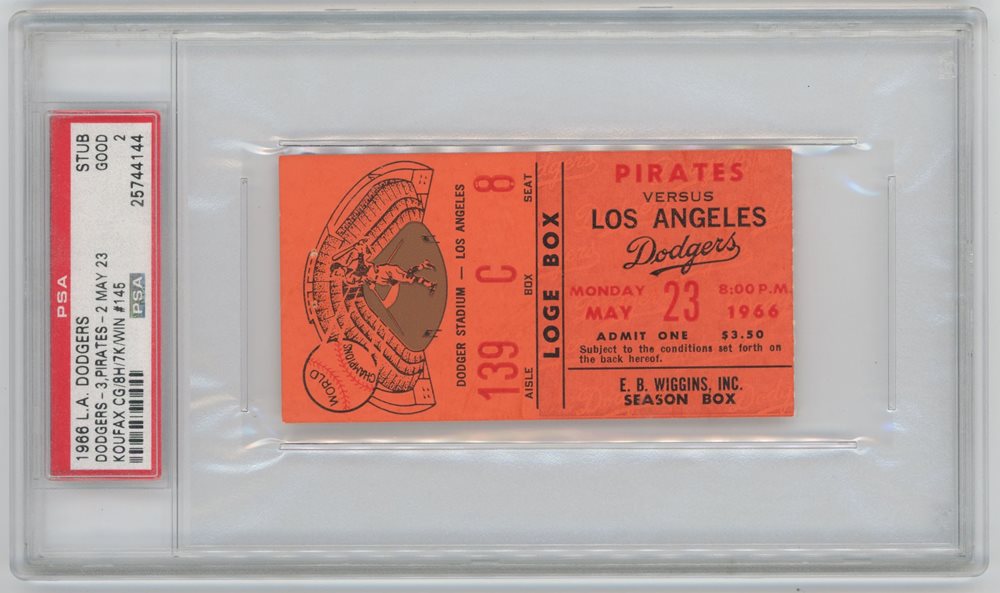 PSA
1966 L.A. DODGERS
STUB
DODGERS - 3,PIRATES - 2 MAY 23
GOOD 2
KOUFAX CG/8H/7K/WIN #145
PSA
25744144
WORLD
CHAMPIONS
DODGER STADIUM — LOS ANGELES
139 C 8
AISLE BOX SEAT
LOGE BOX
PIRATES
VERSUS
LOS ANGELES
Dodgers
MONDAY 8:00 P.M.
MAY 23 1966
ADMIT ONE $3.50
Subject to the conditions set forth on
the back hereof.
E. B. WIGGINS, INC.
SEASON BOX